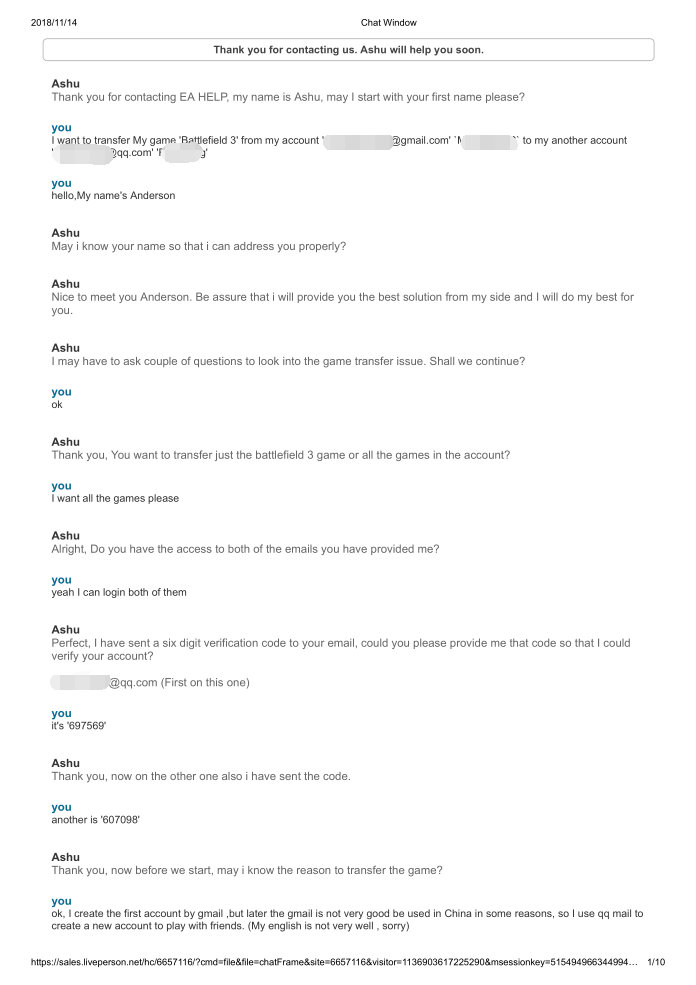 2018/11/14 Chat Window
Thank you for contacting us. Ashu will help you soon.
Ashu
Thank you for contacting EA HELP, my name is Ashu, may I start with your first name please?
you
I want to transfer My game 'Battlefield 3' from my account ' @gmail.com' `M ` to my another account
' @qq.com' 'F g'
you
hello,My name's Anderson
Ashu
May i know your name so that i can address you properly?
Ashu
Nice to meet you Anderson. Be assure that i will provide you the best solution from my side and I will do my best for
you.
Ashu
I may have to ask couple of questions to look into the game transfer issue. Shall we continue?
you
ok
Ashu
Thank you, You want to transfer just the battlefield 3 game or all the games in the account?
you
I want all the games please
Ashu
Alright, Do you have the access to both of the emails you have provided me?
you
yeah I can login both of them
Ashu
Perfect, I have sent a six digit verification code to your email, could you please provide me that code so that I could
verify your account?
@qq.com (First on this one)
you
it's '697569'
Ashu
Thank you, now on the other one also i have sent the code.
you
another is '607098'
Ashu
Thank you, now before we start, may i know the reason to transfer the game?
you
ok, I create the first account by gmail ,but later the gmail is not very good be used in China in some reasons, so I use qq mail to
create a new account to play with friends. (My english is not very well , sorry)
https://sales.liveperson.net/hc/6657116/?cmd=file&file=chatFrame&site=6657116&visitor=1136903617225290&msessionkey=515494966344994… 1/10